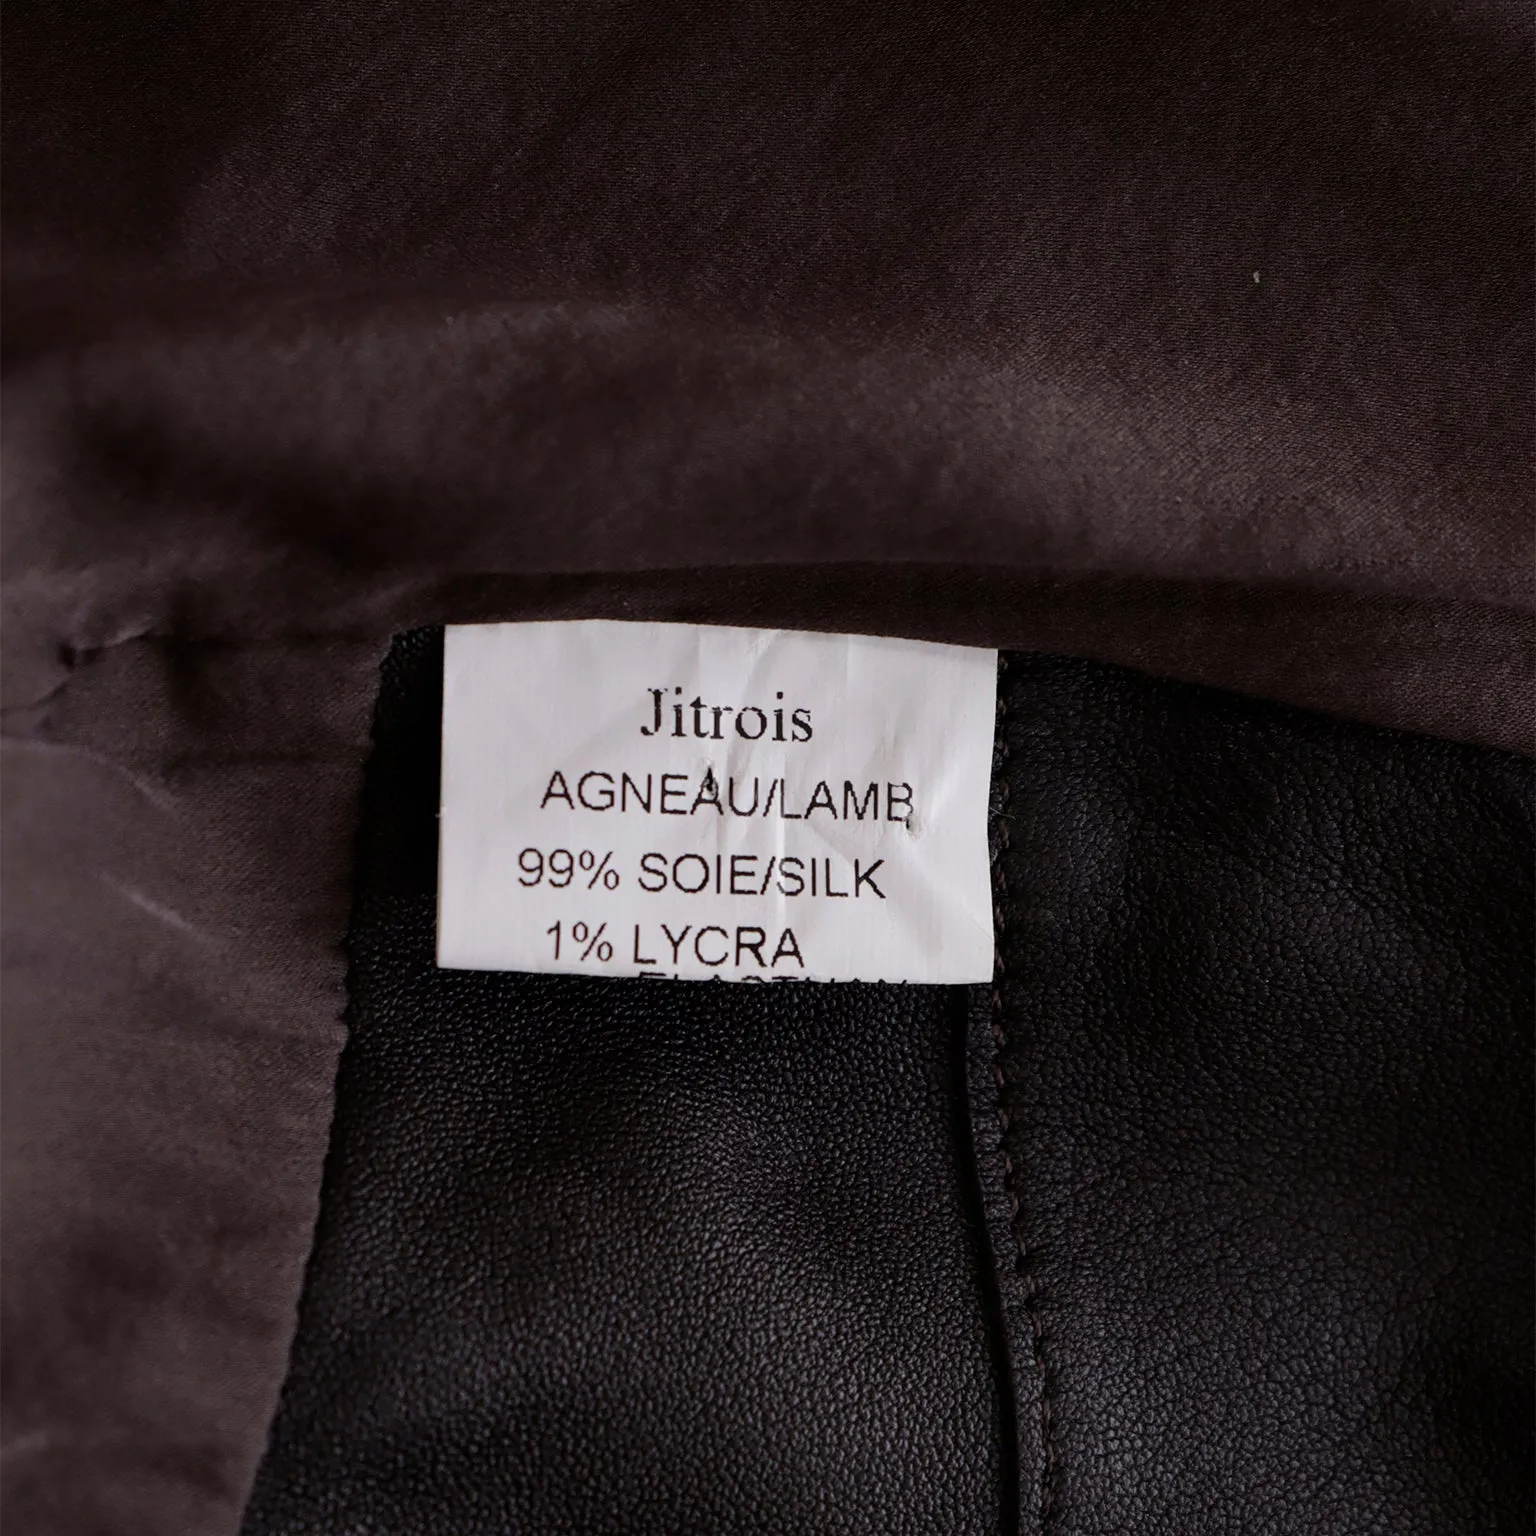 Jitrois
AGNEAU/LAMB
99% SOIE/SILK
1% LYCRA